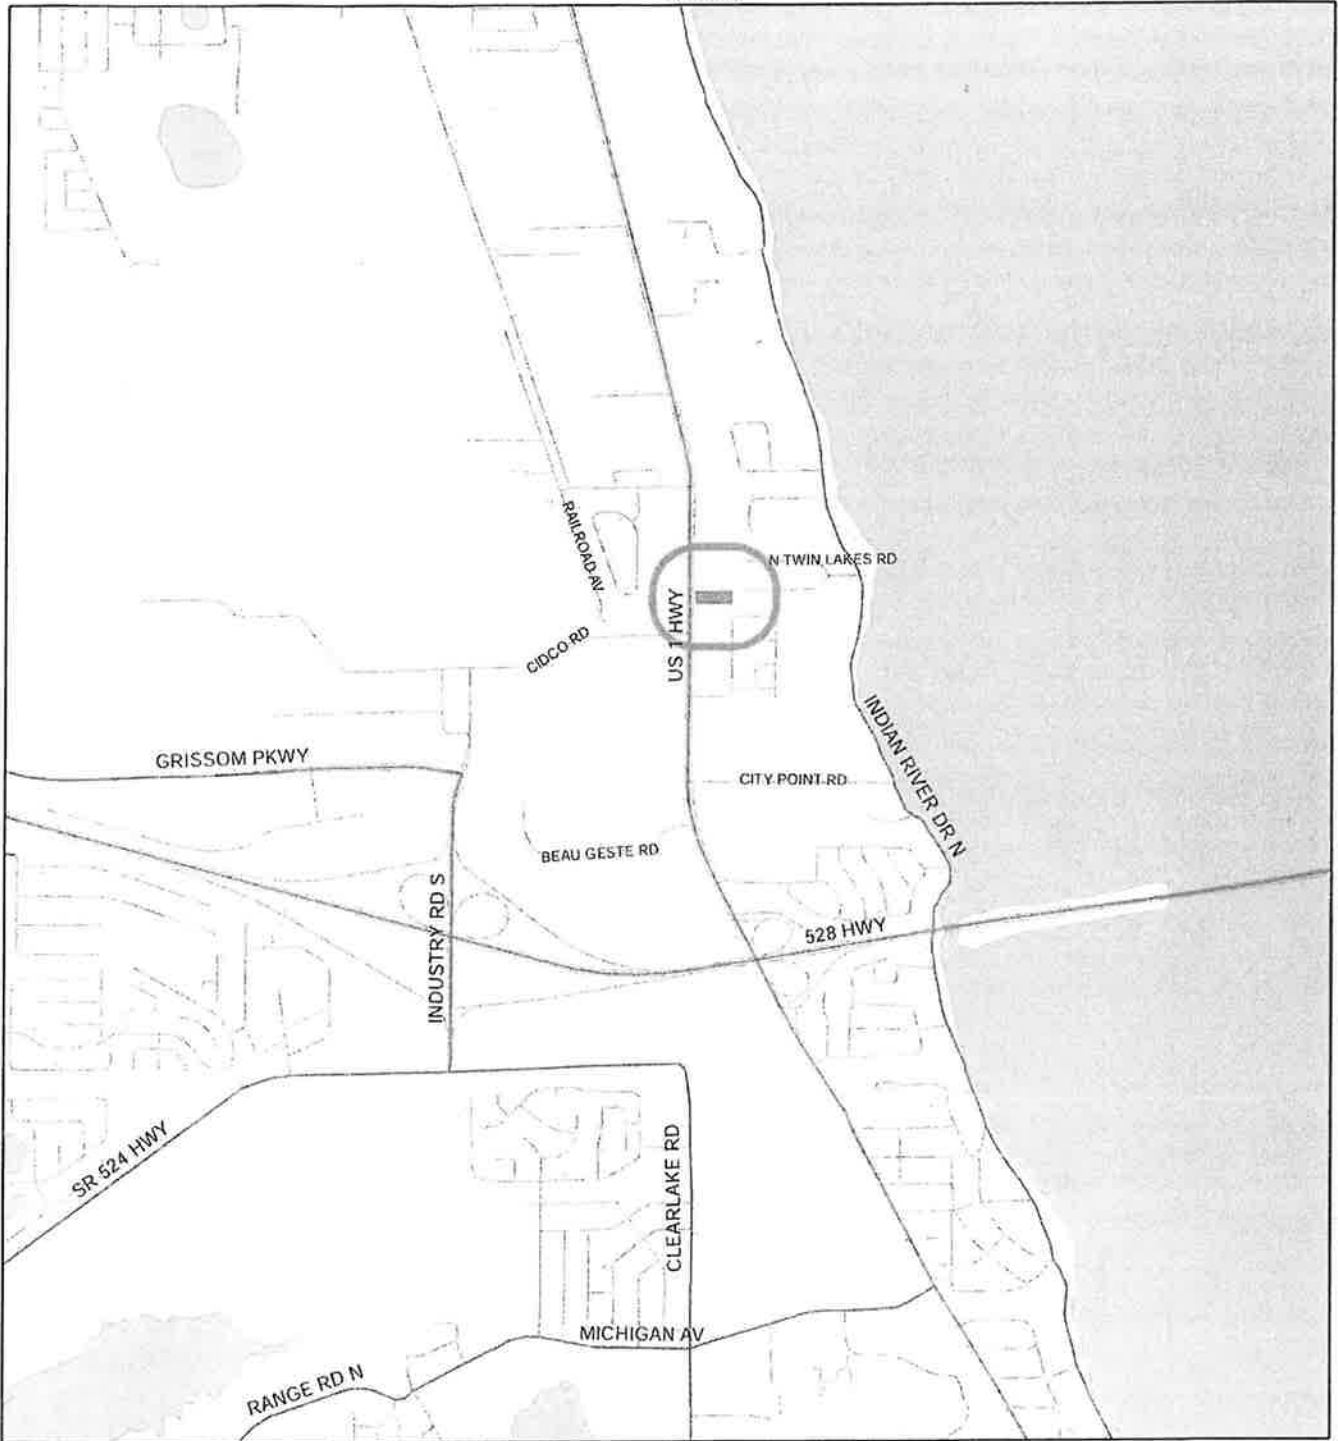 RAILROAD AV
N TWIN LAKES RD
US 1 HWY
CIDCO RD
INDIAN RIVER DR N
GRISSOM PKWY
CITY POINT RD
BEAU GESTE RD
INDUSTRY RD S
528 HWY
SR 524 HWY
CLEARLAKE RD
MICHIGAN AV
RANGE RD N